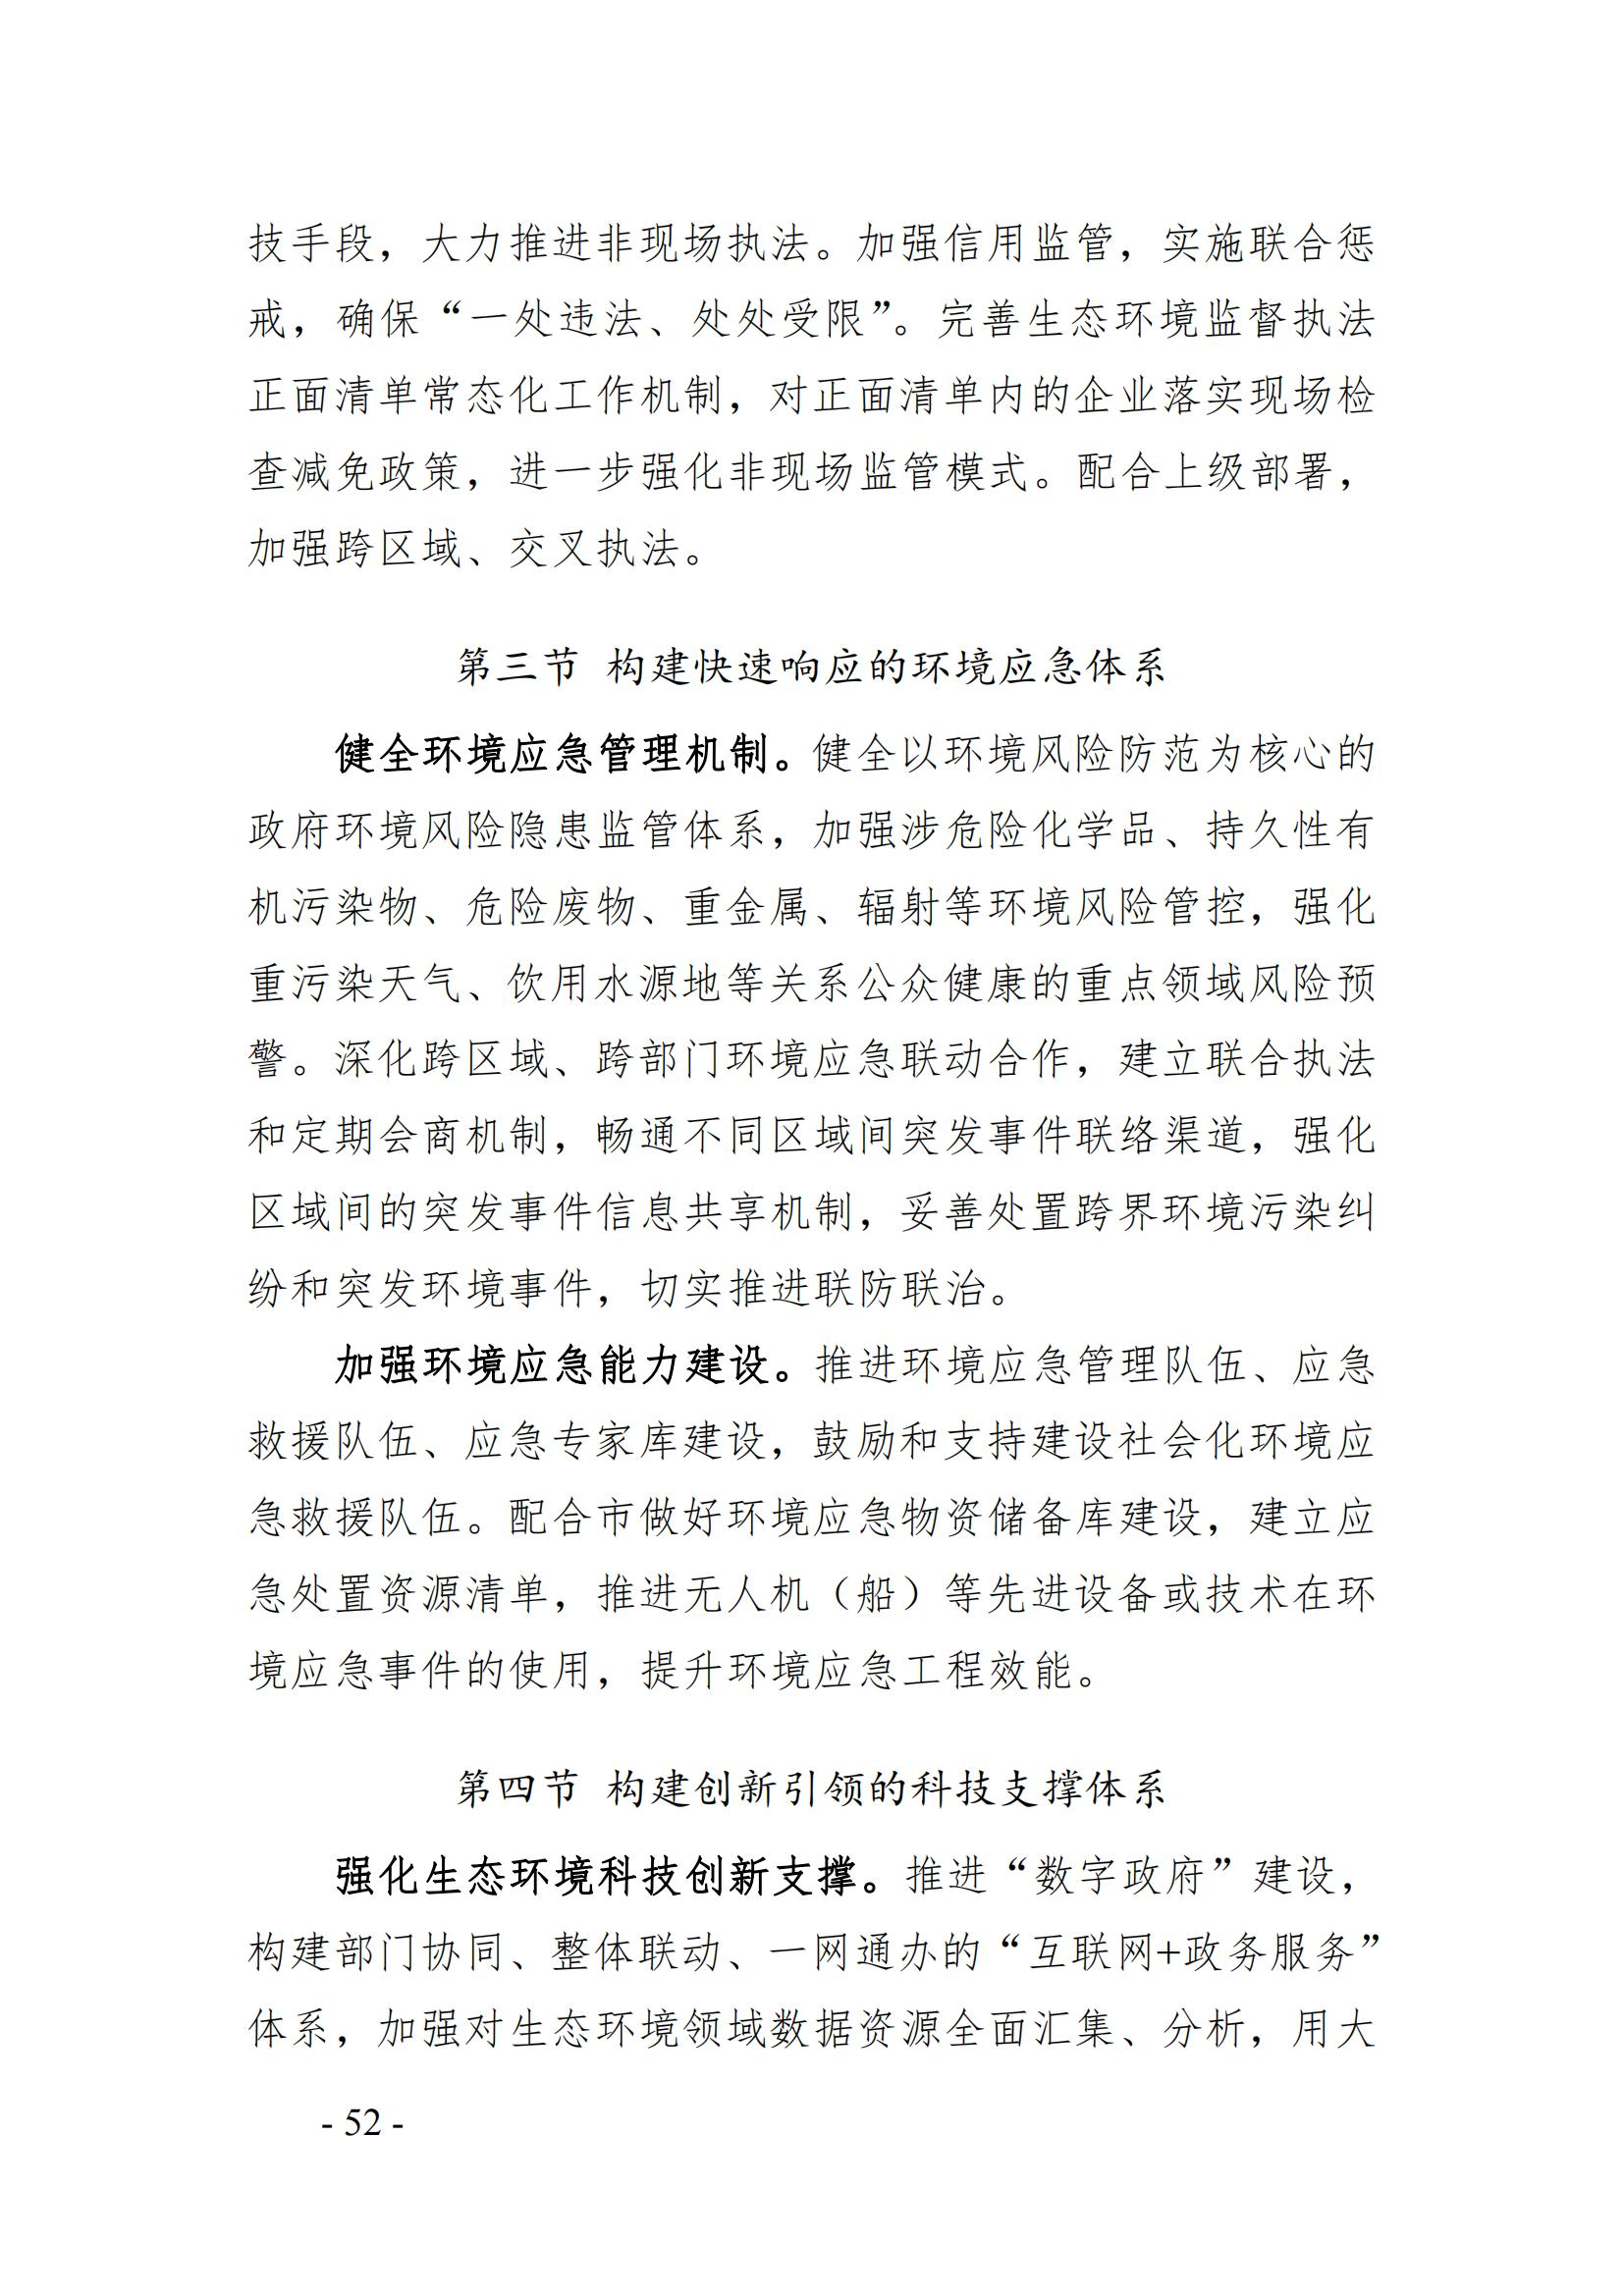 技手段，大力推进非现场执法。加强信用监管，实施联合惩
戒，确保“一处违法、处处受限”。完善生态环境监督执法
正面清单常态化工作机制，对正面清单内的企业落实现场检
查减免政策，进一步强化非现场监管模式。配合上级部署，
加强跨区域、交叉执法。
第三节 构建快速响应的环境应急体系
健全环境应急管理机制。健全以环境风险防范为核心的
政府环境风险隐患监管体系，加强涉危险化学品、持久性有
机污染物、危险废物、重金属、辐射等环境风险管控，强化
重污染天气、饮用水源地等关系公众健康的重点领域风险预
警。深化跨区域、跨部门环境应急联动合作，建立联合执法
和定期会商机制，畅通不同区域间突发事件联络渠道，强化
区域间的突发事件信息共享机制，妥善处置跨界环境污染纠
纷和突发环境事件，切实推进联防联治。
加强环境应急能力建设。推进环境应急管理队伍、应急
救援队伍、应急专家库建设，鼓励和支持建设社会化环境应
急救援队伍。配合市做好环境应急物资储备库建设，建立应
急处置资源清单，推进无人机（船）等先进设备或技术在环
境应急事件的使用，提升环境应急工程效能。
第四节 构建创新引领的科技支撑体系
强化生态环境科技创新支撑。推进“数字政府”建设，
构建部门协同、整体联动、一网通办的“互联网+政务服务”
体系，加强对生态环境领域数据资源全面汇集、分析，用大
- 52 -